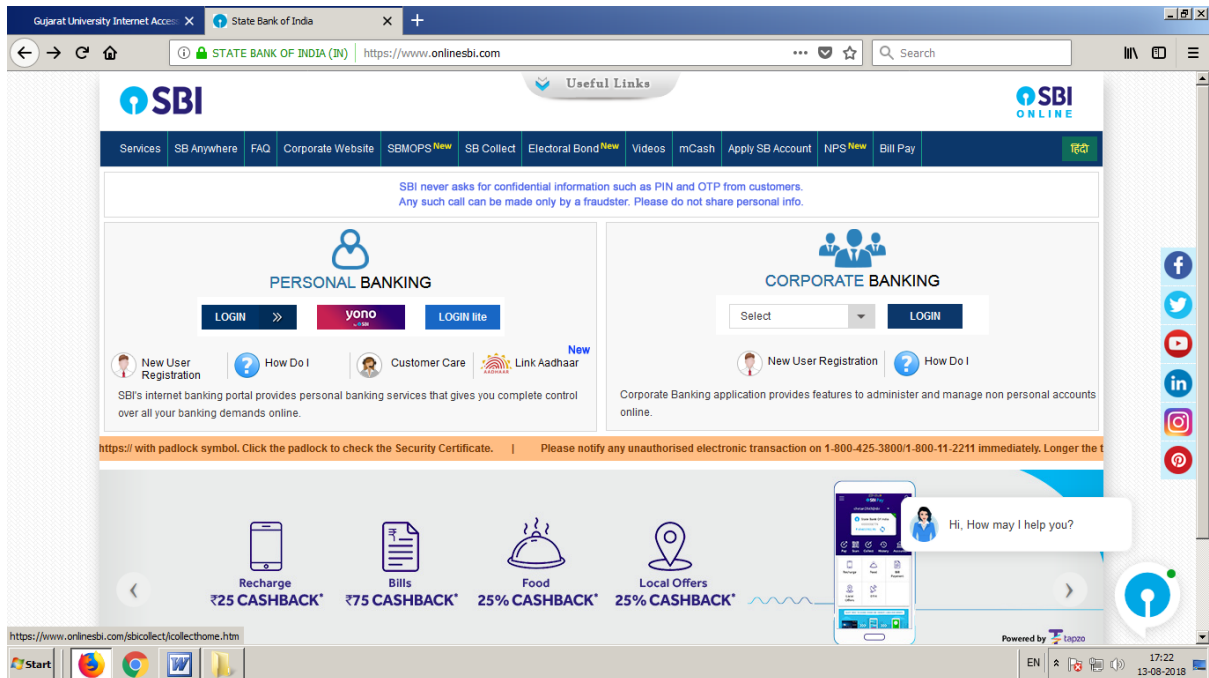 Gujarat University Internet Acces
State Bank of India
STATE BANK OF INDIA (IN)
https://www.onlinesbi.com
Search
Useful Links
SBI
SBI
ONLINE
Services SB Anywhere FAQ Corporate Website SBMOPS New SB Collect Electoral Bond New Videos mCash Apply SB Account NPS New Bill Pay हिंदी
SBI never asks for confidential information such as PIN and OTP from customers.
Any such call can be made only by a fraudster. Please do not share personal info.
PERSONAL BANKING
LOGIN
yono
SBI
LOGIN lite
New User
Registration
How Do I
Customer Care
AADHAAR
New
Link Aadhaar
SBI's internet banking portal provides personal banking services that gives you complete control
over all your banking demands online.
CORPORATE BANKING
Select
LOGIN
New User Registration
How Do I
Corporate Banking application provides features to administer and manage non personal accounts
online.
https:// with padlock symbol. Click the padlock to check the Security Certificate. | Please notify any unauthorised electronic transaction on 1-800-425-3800/1-800-11-2211 immediately. Longer the t
Recharge
₹25 CASHBACK*
Bills
₹75 CASHBACK*
Food
25% CASHBACK*
Local Offers
25% CASHBACK*
Hi, How may I help you?
Powered by tapzo
https://www.onlinesbi.com/sbicollect/icollecthome.htm
Start
EN
17:22
13-08-2018